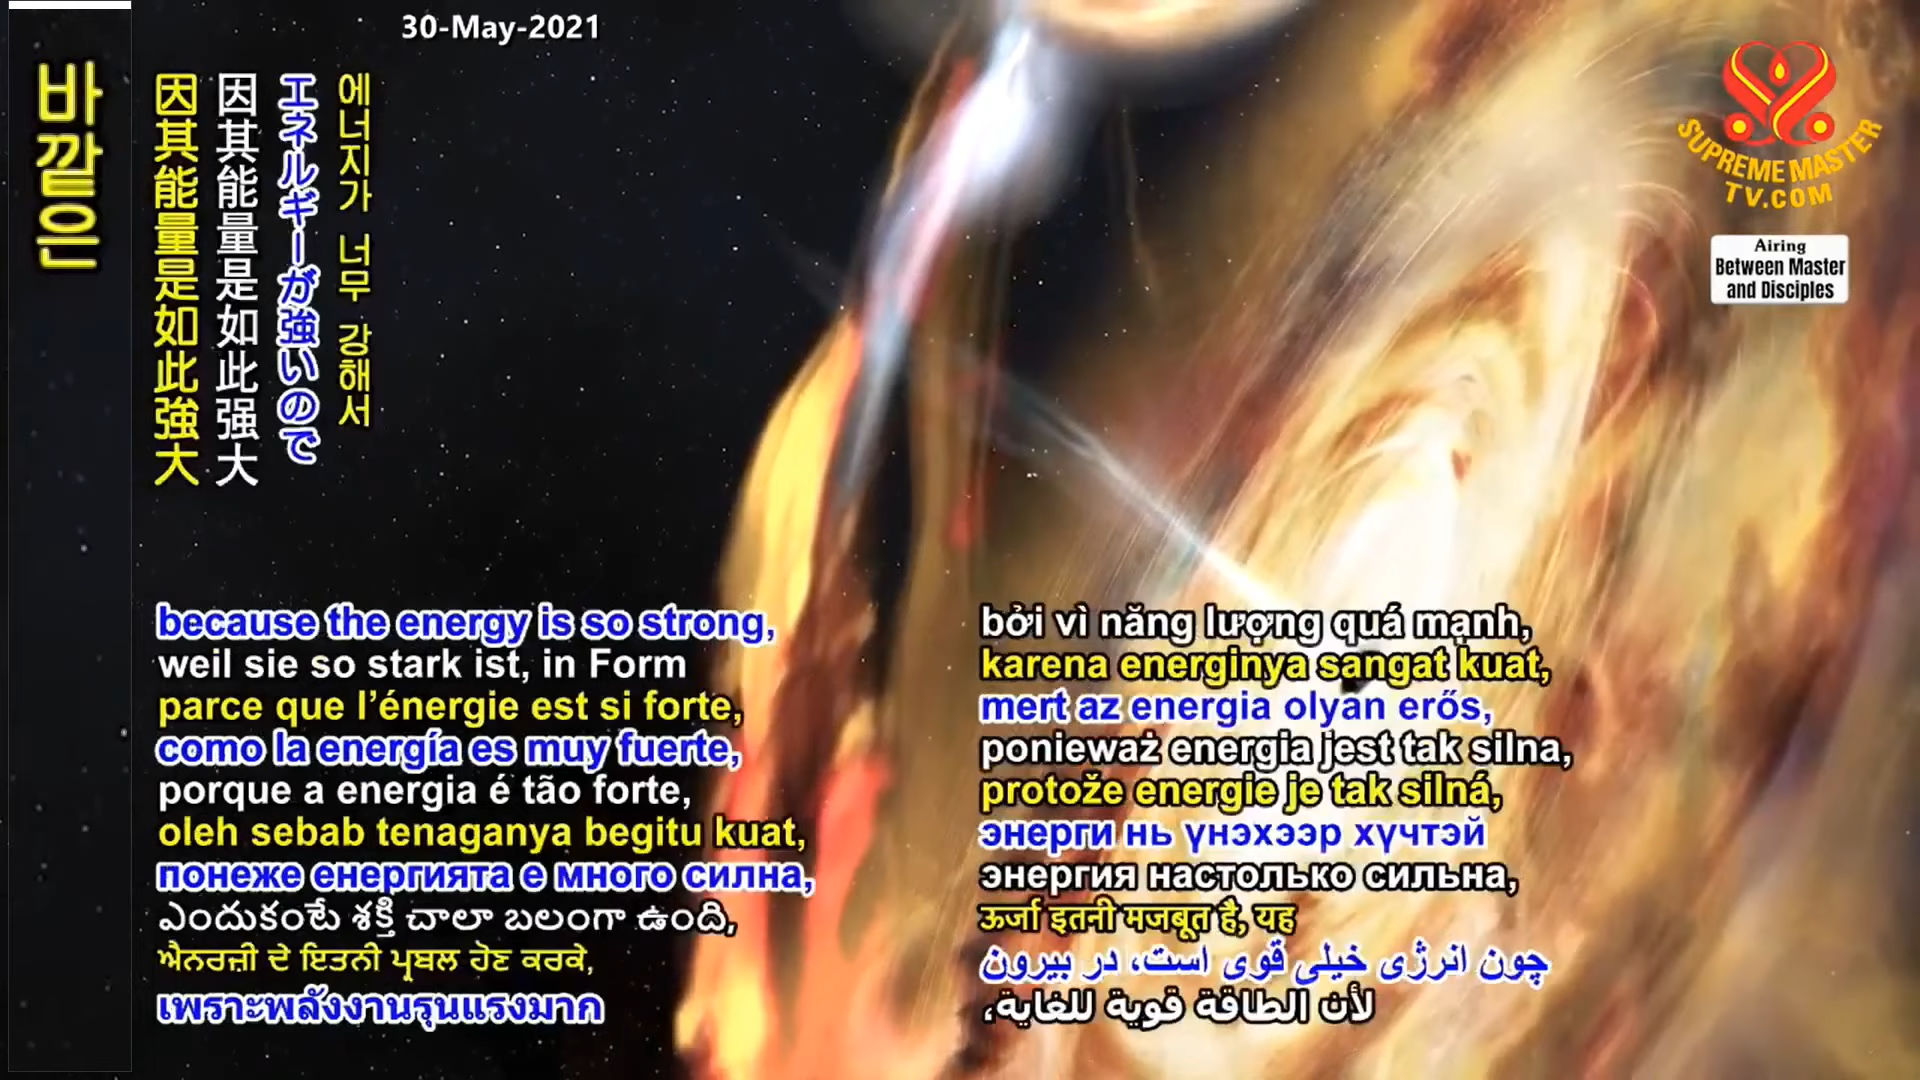 30-May-2021
바깥은
因其能量是如此強大
因其能量是如此强大
エネルギーが強いので
에너지가 너무 강해서
SUPREME MASTER
TV.COM
Airing
Between Master
and Disciples
because the energy is so strong,
weil sie so stark ist, in Form
parce que l’énergie est si forte,
como la energía es muy fuerte,
porque a energia é tão forte,
oleh sebab tenaganya begitu kuat,
понеже енергията е много силна,
ఎందుకంటే శక్తి చాలా బలంగా ఉంది,
ਐਨਰਜ਼ੀ ਦੇ ਇਤਨੀ ਪ੍ਰਬਲ ਹੋਣ ਕਰਕੇ,
เพราะพลังงานรุนแรงมาก
bởi vì năng lượng quá mạnh,
karena energinya sangat kuat,
mert az energia olyan erős,
ponieważ energia jest tak silna,
protože energie je tak silná,
энерги нь үнэхээр хүчтэй
энергия настолько сильна,
ऊर्जा इतनी मजबूत है, यह
چون انرژی خیلی قوی است، در بیرون
لأن الطاقة قوية للغاية،